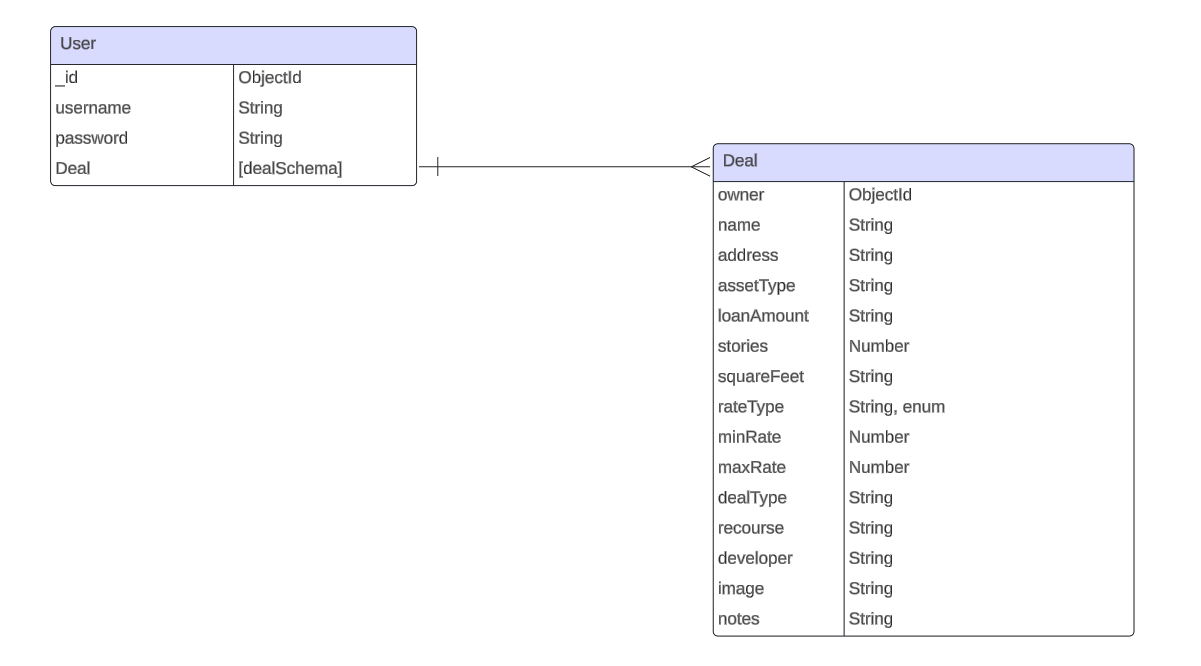 User
_id ObjectId
username String
password String
Deal [dealSchema]
Deal
owner ObjectId
name String
address String
assetType String
loanAmount String
stories Number
squareFeet String
rateType String, enum
minRate Number
maxRate Number
dealType String
recourse String
developer String
image String
notes String